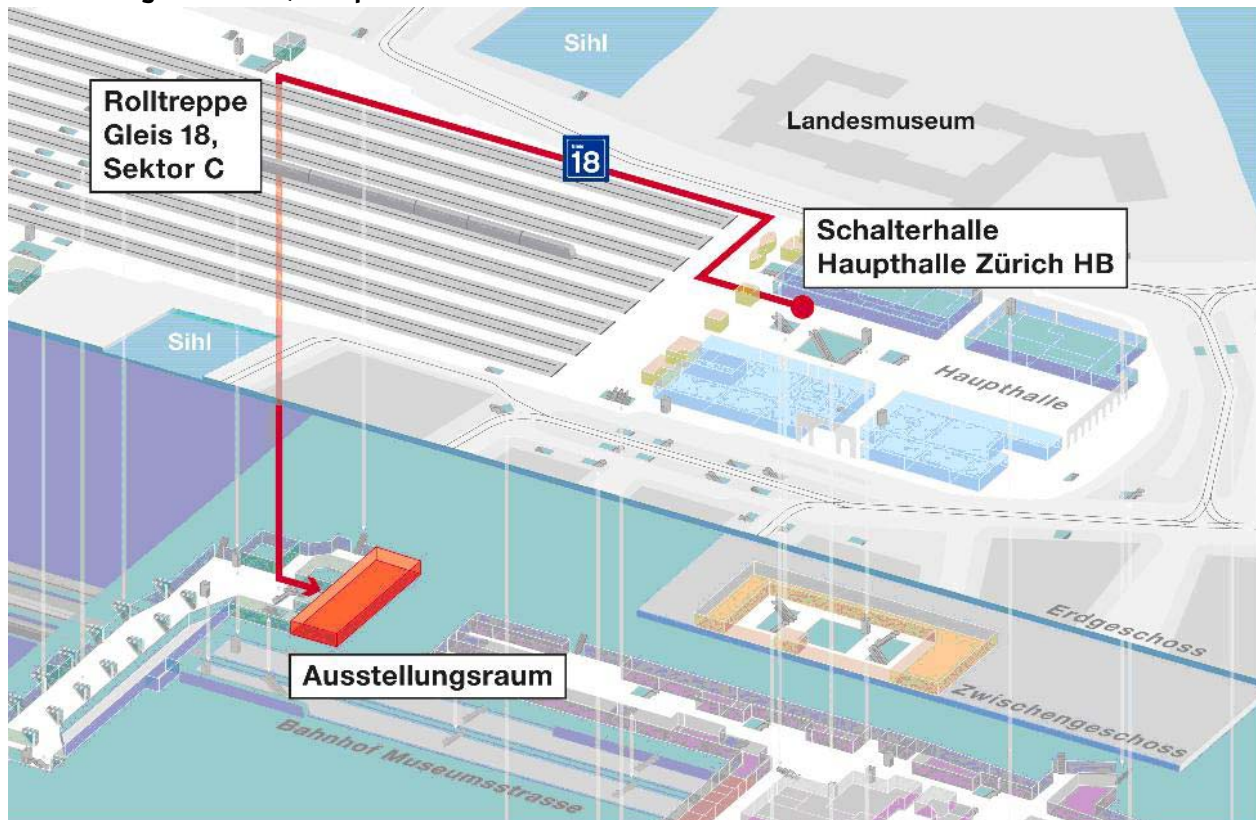 Sihl
Rolltreppe
Gleis 18,
Sektor C
18
Landesmuseum
Schalterhalle
Haupthalle Zürich HB
Sihl
Haupthalle
Erdgeschoss
Ausstellungsraum
Zwischengeschoss
Bahnhof Museumsstrasse